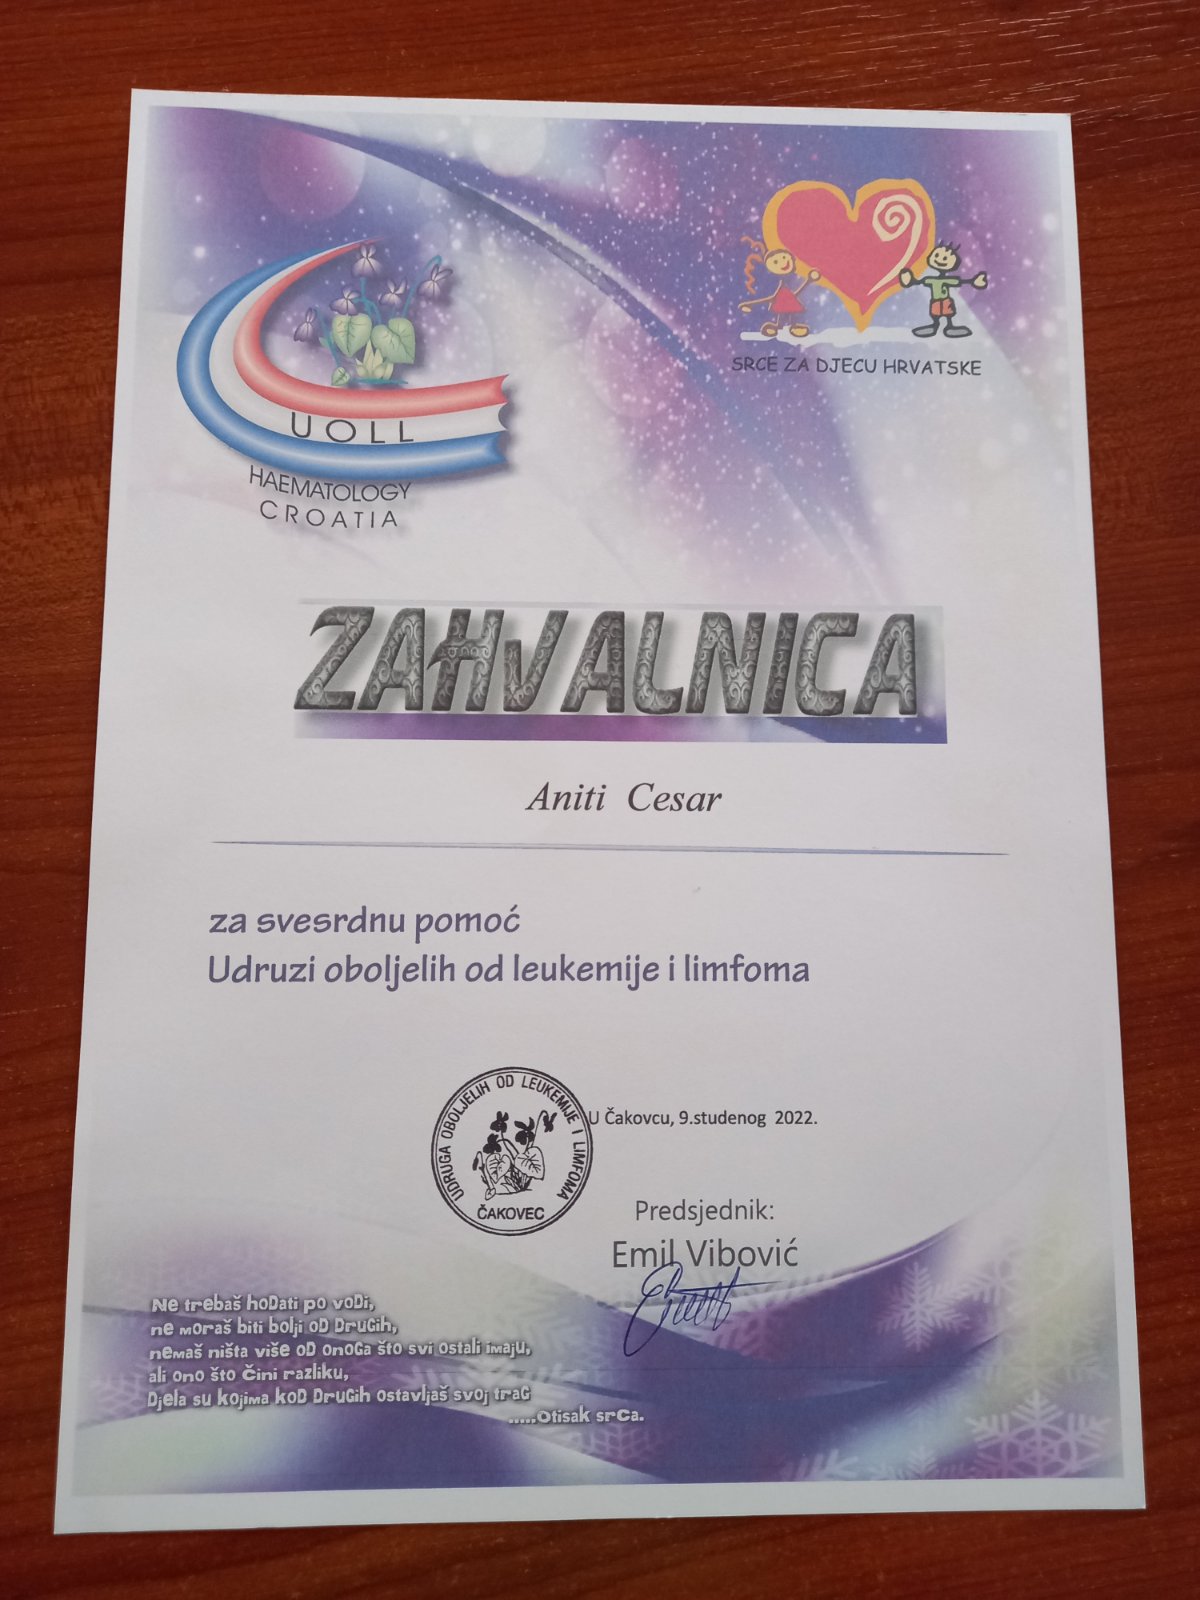 SRCE ZA DJECU HRVATSKE
UOLL
HAEMATOLOGY
CROATIA
ZAHVALNICA
Aniti Cesar
za svesrdnu pomoć
Udruzi oboljelih od leukemije i limfoma
UDRUGA OBOLJELIH OD LEUKEMIJE I LIMFOMA
ČAKOVEC
U Čakovcu, 9.studenog 2022.
Predsjednik:
Emil Vibović
Ne trebaš hodati po vodi,
ne moraš biti bolji od drugih,
nemaš ništa više od onoga što svi ostali imaju,
ali ono što čini razliku,
Djela su kojima kod drugih ostavljaš svoj trag
.....Otisak srca.